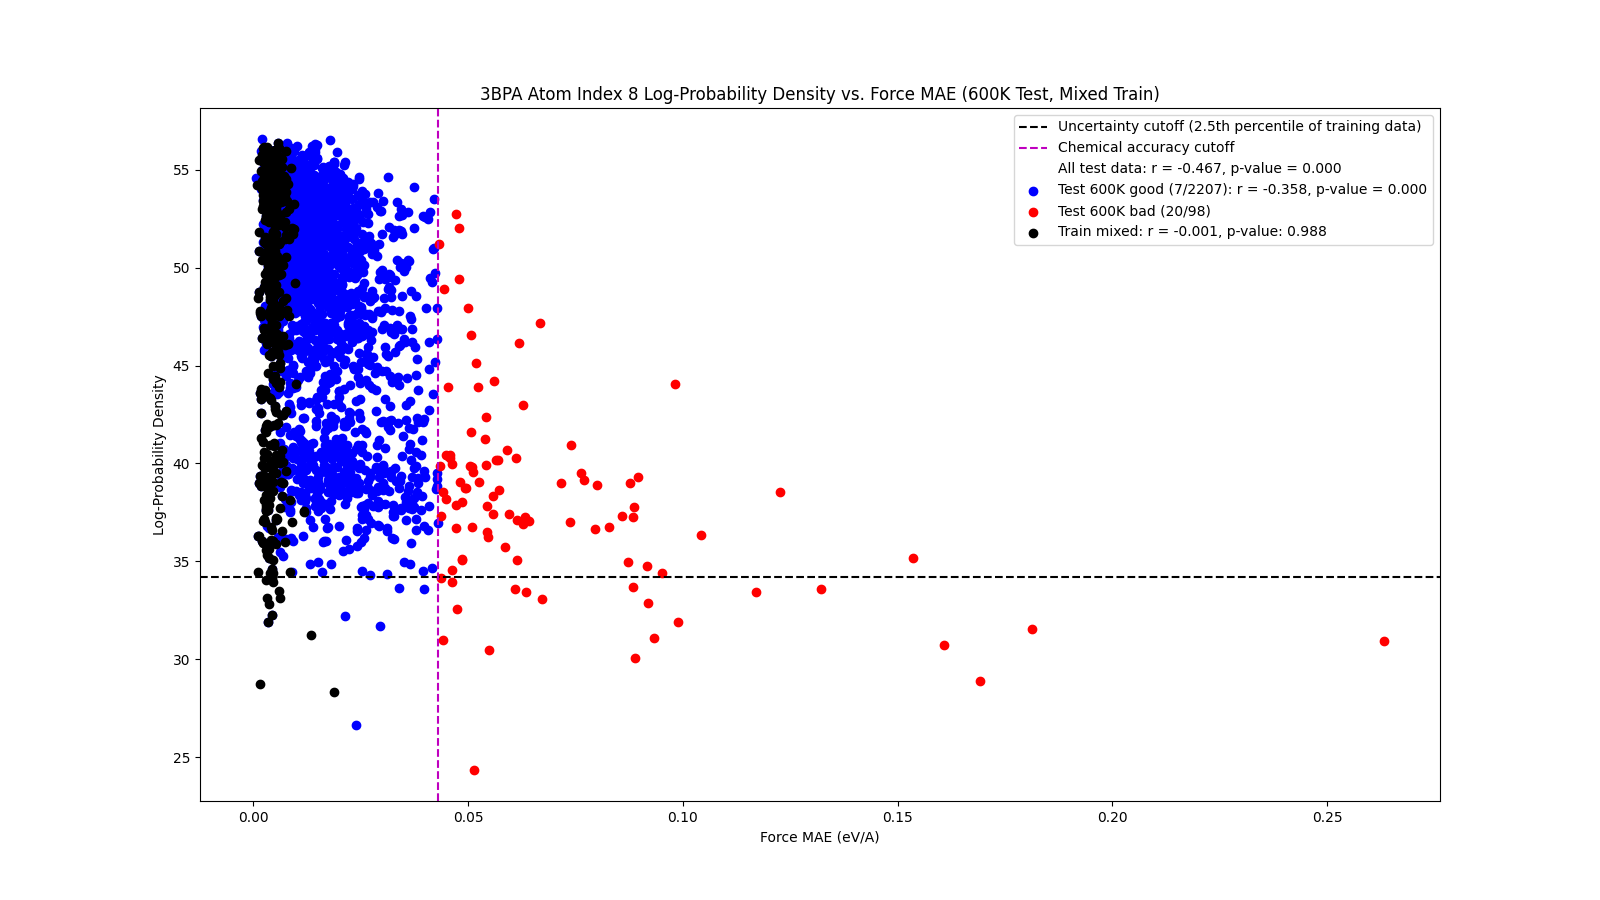 3BPA Atom Index 8 Log-Probability Density vs. Force MAE (600K Test, Mixed Train)
Uncertainty cutoff (2.5th percentile of training data)
Chemical accuracy cutoff
All test data: r = -0.467, p-value = 0.000
Test 600K good (7/2207): r = -0.358, p-value = 0.000
Test 600K bad (20/98)
Train mixed: r = -0.001, p-value: 0.988
Log-Probability Density
55
50
45
40
35
30
25
0.00
0.05
0.10
0.15
0.20
0.25
Force MAE (eV/A)